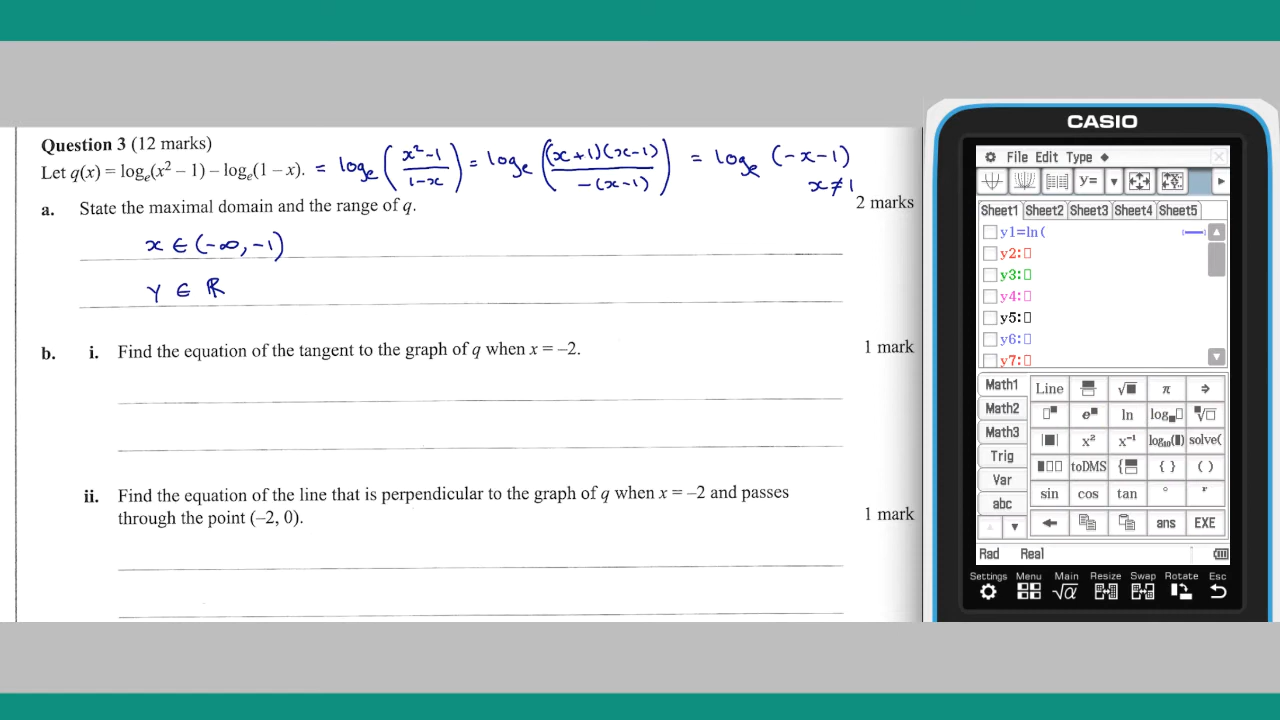 Question 3 (12 marks)
Let q(x) = logₑ(x² – 1) – logₑ(1 – x). = logₑ ((x² - 1)/(1 - x)) = logₑ (((x + 1)(x - 1))/(-(x - 1))) = logₑ (-x - 1)
x ≠ 1
a. State the maximal domain and the range of q. 2 marks
x ∈ (-∞, -1)
y ∈ ℝ
b. i. Find the equation of the tangent to the graph of q when x = –2. 1 mark
ii. Find the equation of the line that is perpendicular to the graph of q when x = –2 and passes
through the point (–2, 0). 1 mark
CASIO
File Edit Type
y=
Sheet1 Sheet2 Sheet3 Sheet4 Sheet5
y1=ln(
y2:
y3:
y4:
y5:
y6:
y7:
Math1 Line √■ π ⇒
Math2 e■ ln log■
Math3 |■| x² x⁻¹ log₁₀(■) solve(
Trig toDMS { } ( )
Var sin cos tan ° r
abc ans EXE
Rad Real
Settings Menu Main Resize Swap Rotate Esc
√α